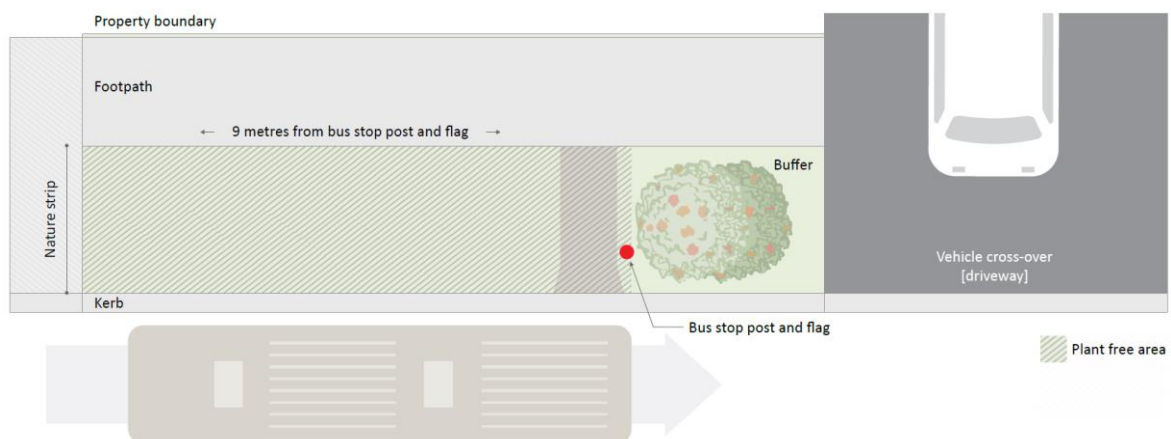 Property boundary
Footpath
← 9 metres from bus stop post and flag →
Buffer
Nature strip
Vehicle cross-over
[driveway]
Kerb
Bus stop post and flag
Plant free area